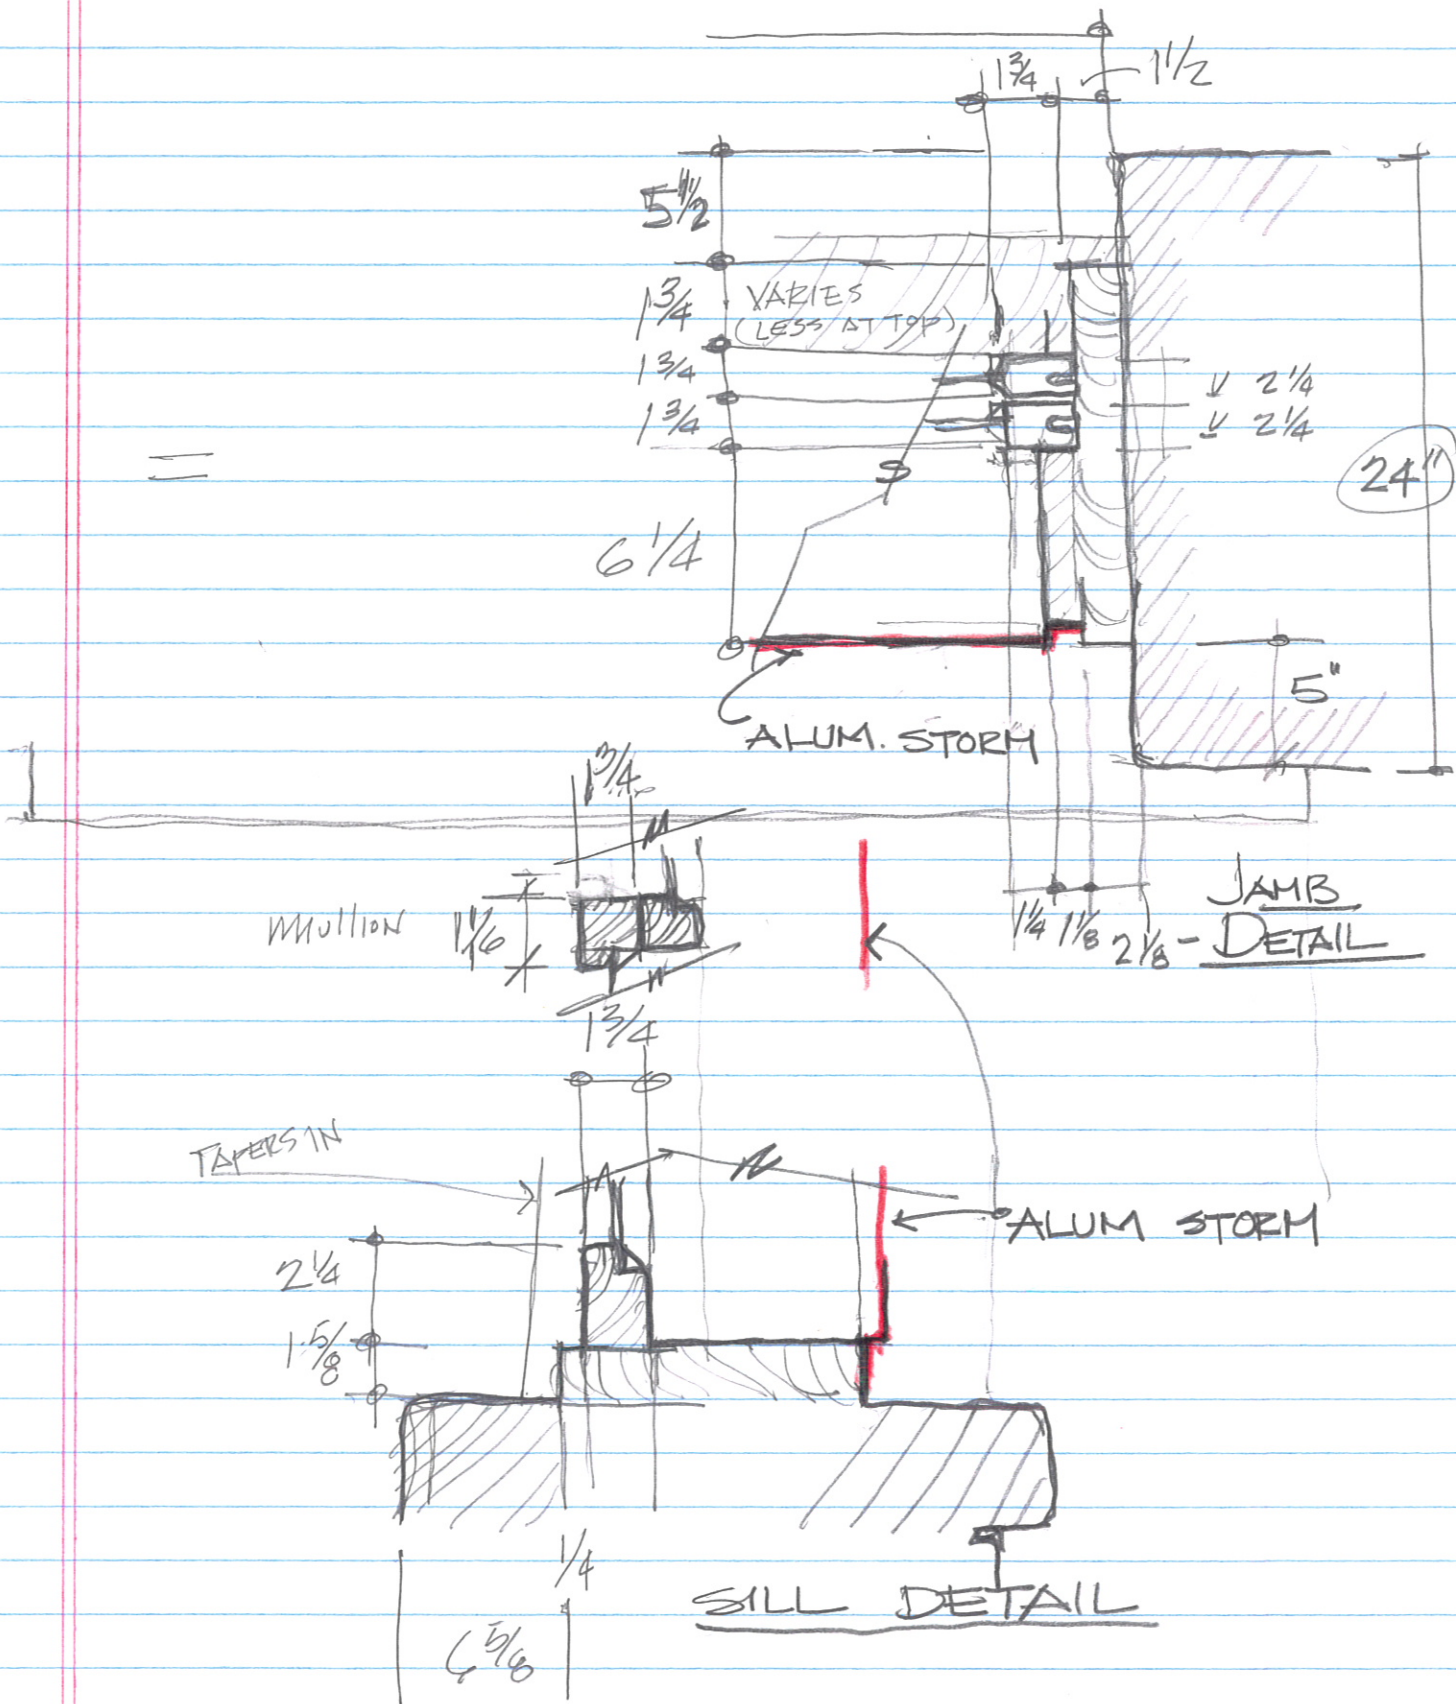 1 3/4
1 1/2
5 1/2
1 3/4
VARIES
(LESS AT TOP)
1 3/4
2 1/4
1 3/4
2 1/4
24"
6 1/4
5"
ALUM. STORM
1 3/4
JAMB
DETAIL
MULLION
1 1/4
1 1/8
2 1/8 -
1 3/4
TAPERS IN
ALUM STORM
2 1/4
1 5/8
1/4
SILL DETAIL
6 5/8